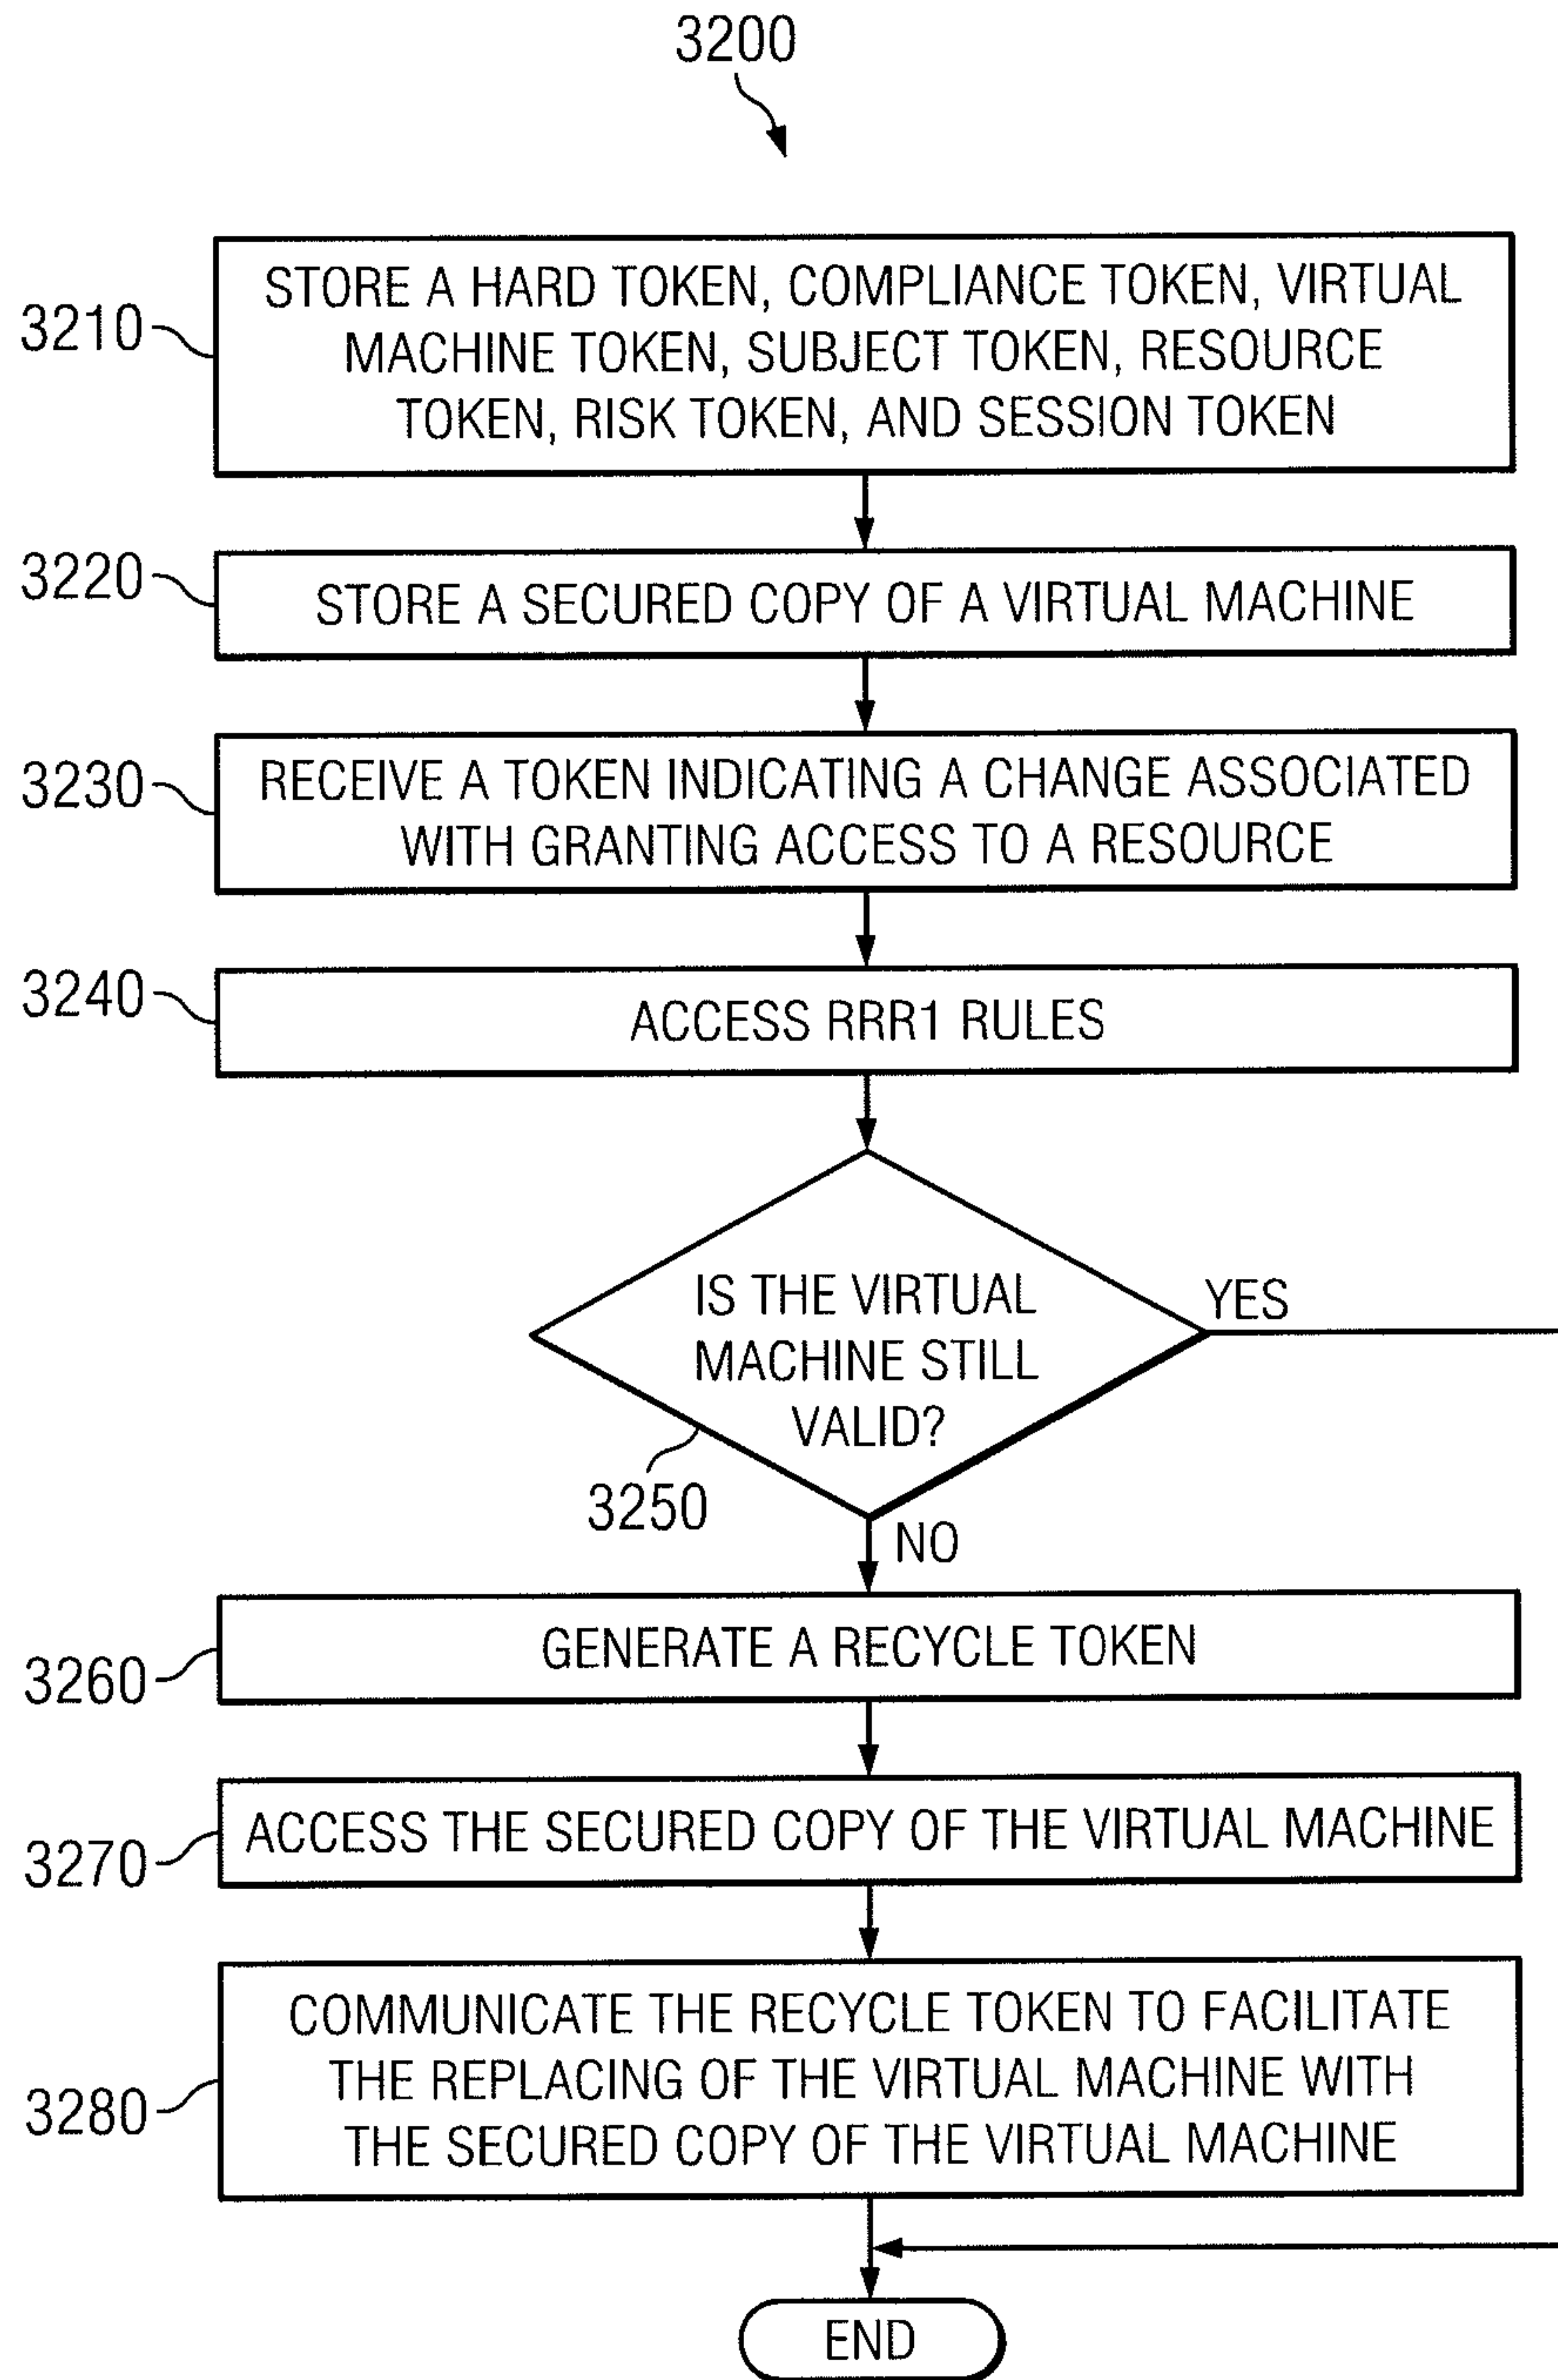 3200
3210
STORE A HARD TOKEN, COMPLIANCE TOKEN, VIRTUAL
MACHINE TOKEN, SUBJECT TOKEN, RESOURCE
TOKEN, RISK TOKEN, AND SESSION TOKEN
3220
STORE A SECURED COPY OF A VIRTUAL MACHINE
3230
RECEIVE A TOKEN INDICATING A CHANGE ASSOCIATED
WITH GRANTING ACCESS TO A RESOURCE
3240
ACCESS RRR1 RULES
IS THE VIRTUAL
MACHINE STILL
VALID?
YES
3250
NO
3260
GENERATE A RECYCLE TOKEN
3270
ACCESS THE SECURED COPY OF THE VIRTUAL MACHINE
3280
COMMUNICATE THE RECYCLE TOKEN TO FACILITATE
THE REPLACING OF THE VIRTUAL MACHINE WITH
THE SECURED COPY OF THE VIRTUAL MACHINE
END